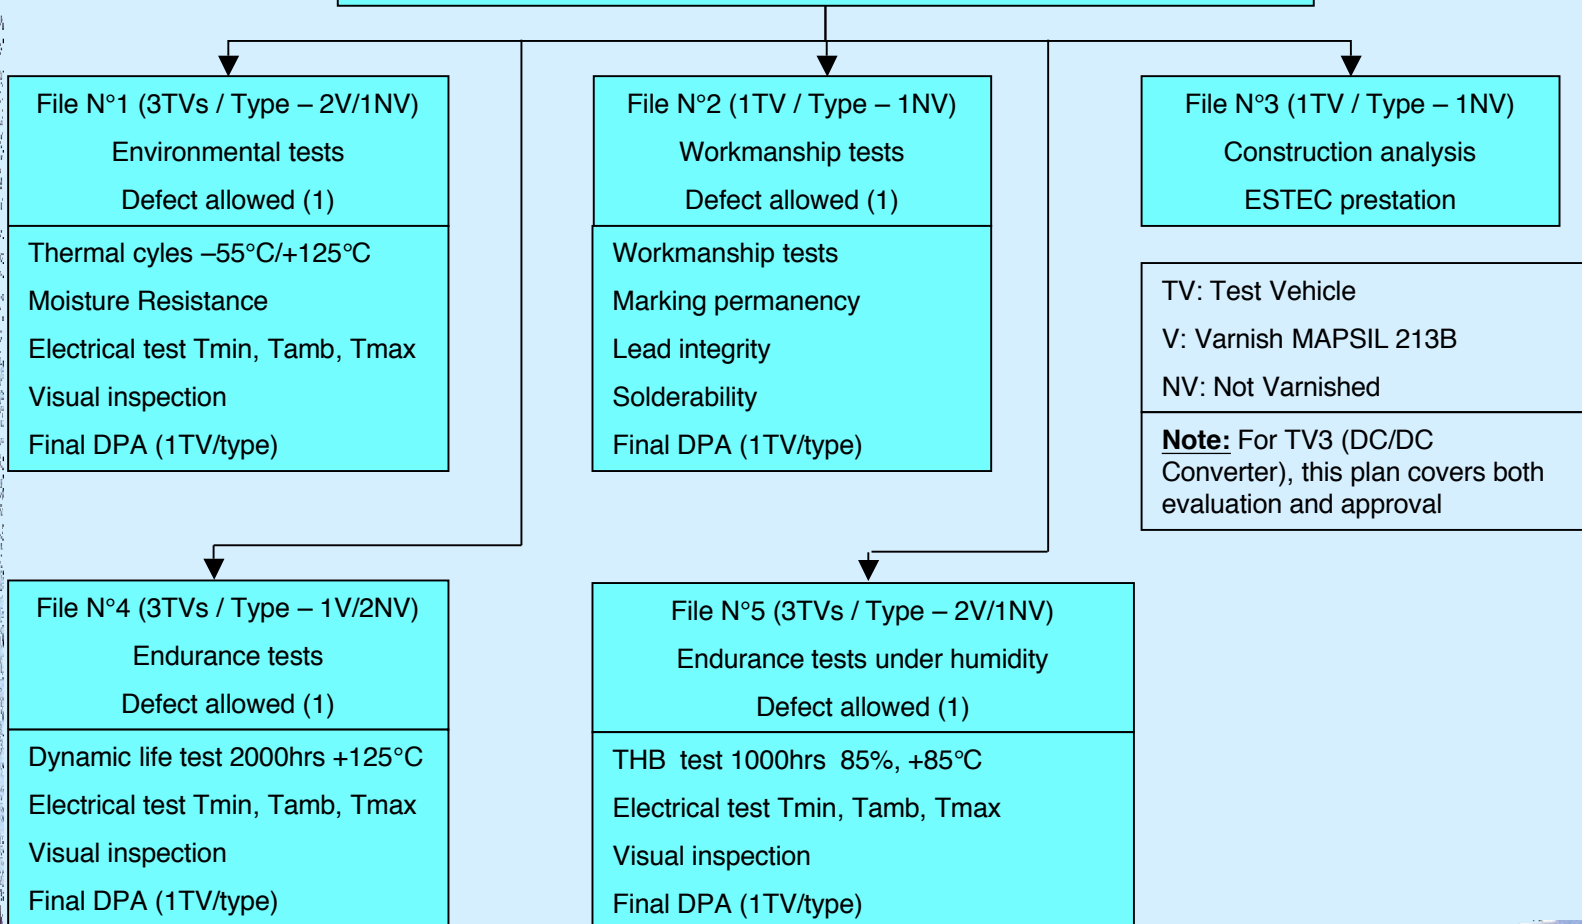 File N°1 (3TVs / Type – 2V/1NV)
Environmental tests
Defect allowed (1)
Thermal cyles –55°C/+125°C
Moisture Resistance
Electrical test Tmin, Tamb, Tmax
Visual inspection
Final DPA (1TV/type)
File N°2 (1TV / Type – 1NV)
Workmanship tests
Defect allowed (1)
Workmanship tests
Marking permanency
Lead integrity
Solderability
Final DPA (1TV/type)
File N°3 (1TV / Type – 1NV)
Construction analysis
ESTEC prestation
TV: Test Vehicle
V: Varnish MAPSIL 213B
NV: Not Varnished
Note: For TV3 (DC/DC
Converter), this plan covers both
evaluation and approval
File N°4 (3TVs / Type – 1V/2NV)
Endurance tests
Defect allowed (1)
Dynamic life test 2000hrs +125°C
Electrical test Tmin, Tamb, Tmax
Visual inspection
Final DPA (1TV/type)
File N°5 (3TVs / Type – 2V/1NV)
Endurance tests under humidity
Defect allowed (1)
THB  test 1000hrs  85%, +85°C
Electrical test Tmin, Tamb, Tmax
Visual inspection
Final DPA (1TV/type)